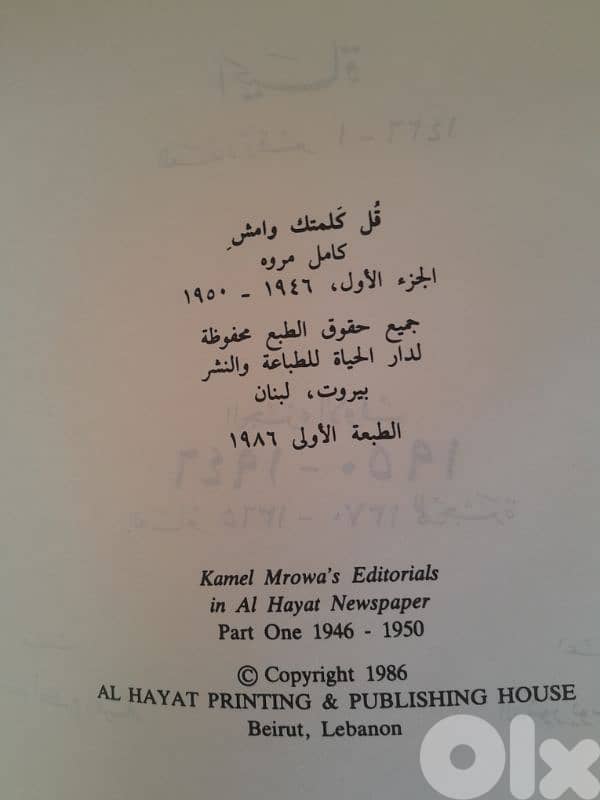 قُل كَلمتك وامشِ
كامل مروه
الجزء الأول، ١٩٤٦ ـ ١٩٥٠
جميع حقوق الطبع محفوظة
لدار الحياة للطباعة والنشر
بيروت، لبنان
الطبعة الأولى ١٩٨٦
Kamel Mrowa's Editorials
in Al Hayat Newspaper
Part One 1946 - 1950
© Copyright 1986
AL HAYAT PRINTING & PUBLISHING HOUSE
Beirut, Lebanon
Olx